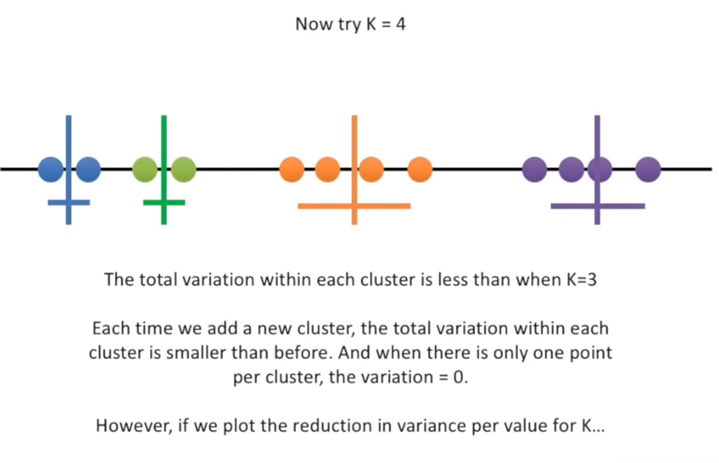 Now try K = 4
The total variation within each cluster is less than when K=3
Each time we add a new cluster, the total variation within each
cluster is smaller than before. And when there is only one point
per cluster, the variation = 0.
However, if we plot the reduction in variance per value for K...